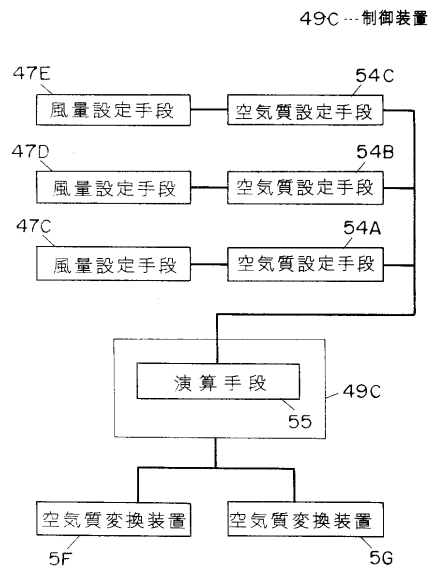 49C…制御装置
47E
54C
風量設定手段
空気質設定手段
47D
54B
風量設定手段
空気質設定手段
47C
54A
風量設定手段
空気質設定手段
演算手段
49C
55
空気質変換装置
空気質変換装置
5F
5G